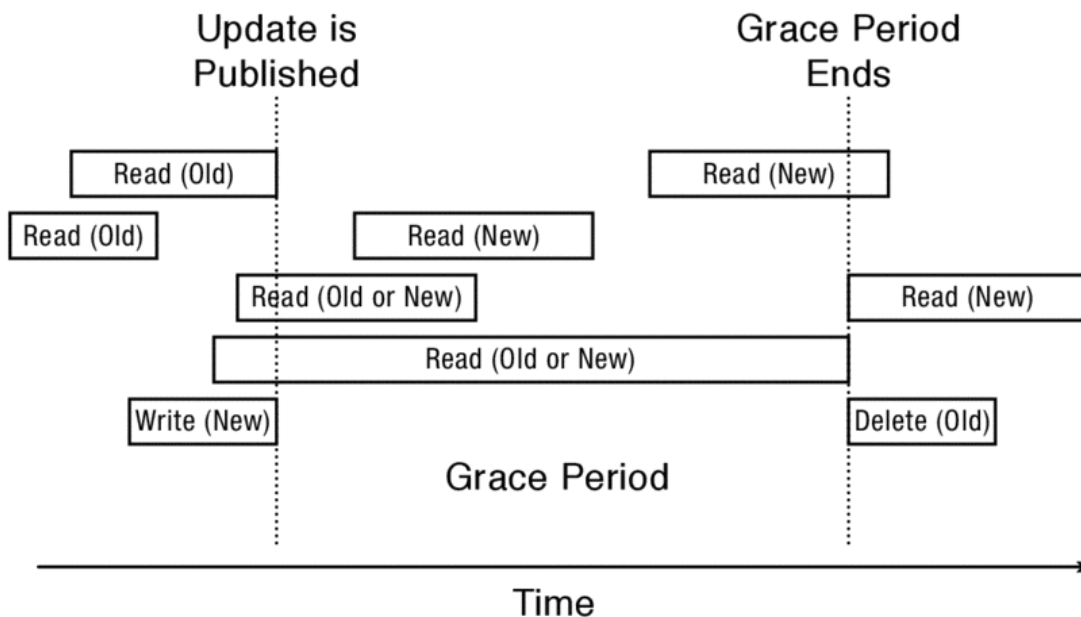 Update is
Published
Grace Period
Ends
Read (Old)
Read (New)
Read (Old)
Read (New)
Read (Old or New)
Read (New)
Read (Old or New)
Write (New)
Delete (Old)
Grace Period
Time